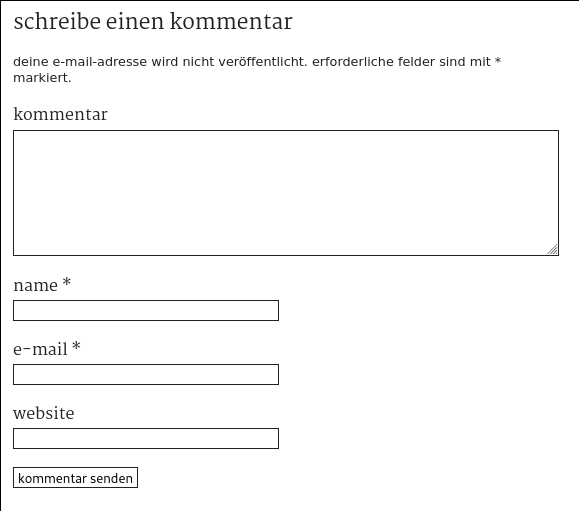 schreibe einen kommentar
deine e-mail-adresse wird nicht veröffentlicht. erforderliche felder sind mit *
markiert.
kommentar
name *
e-mail *
website
kommentar senden